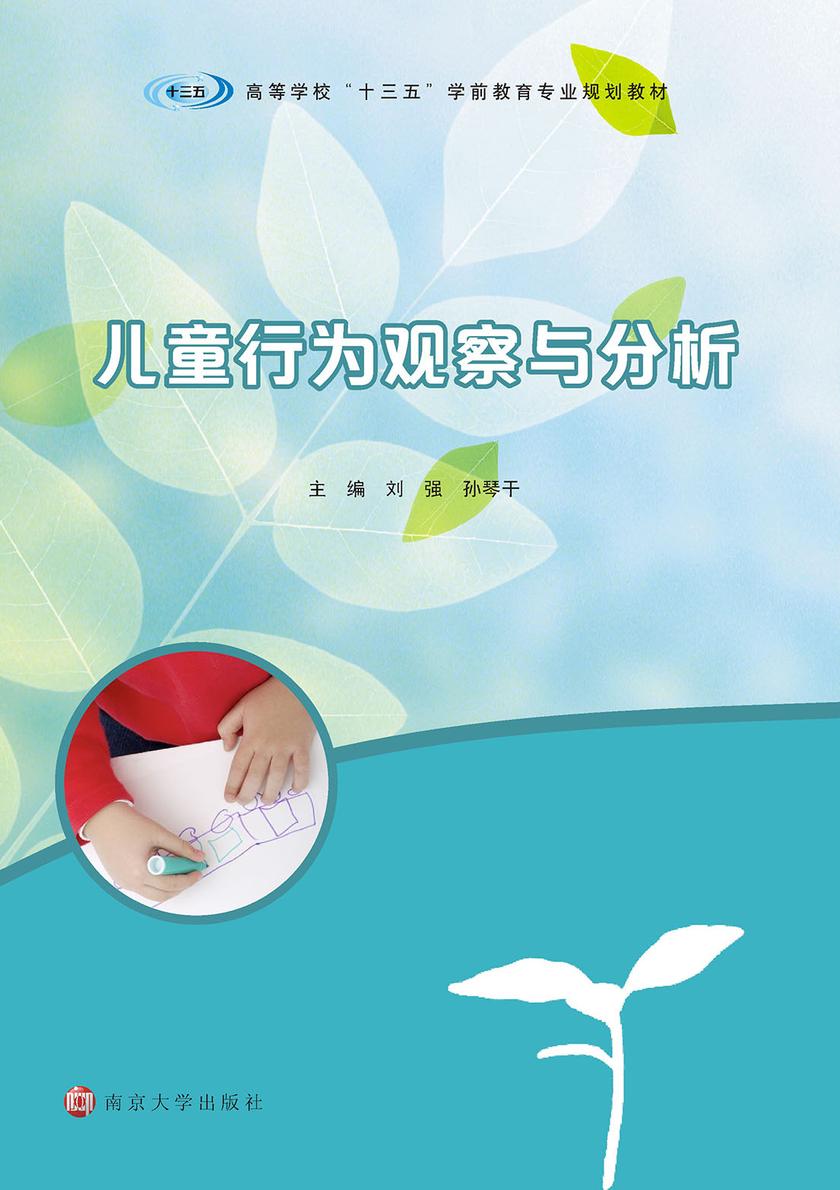 十三五 高等学校“十三五”学前教育专业规划教材
儿童行为观察与分析
主 编 刘 强 孙琴干
南京大学出版社